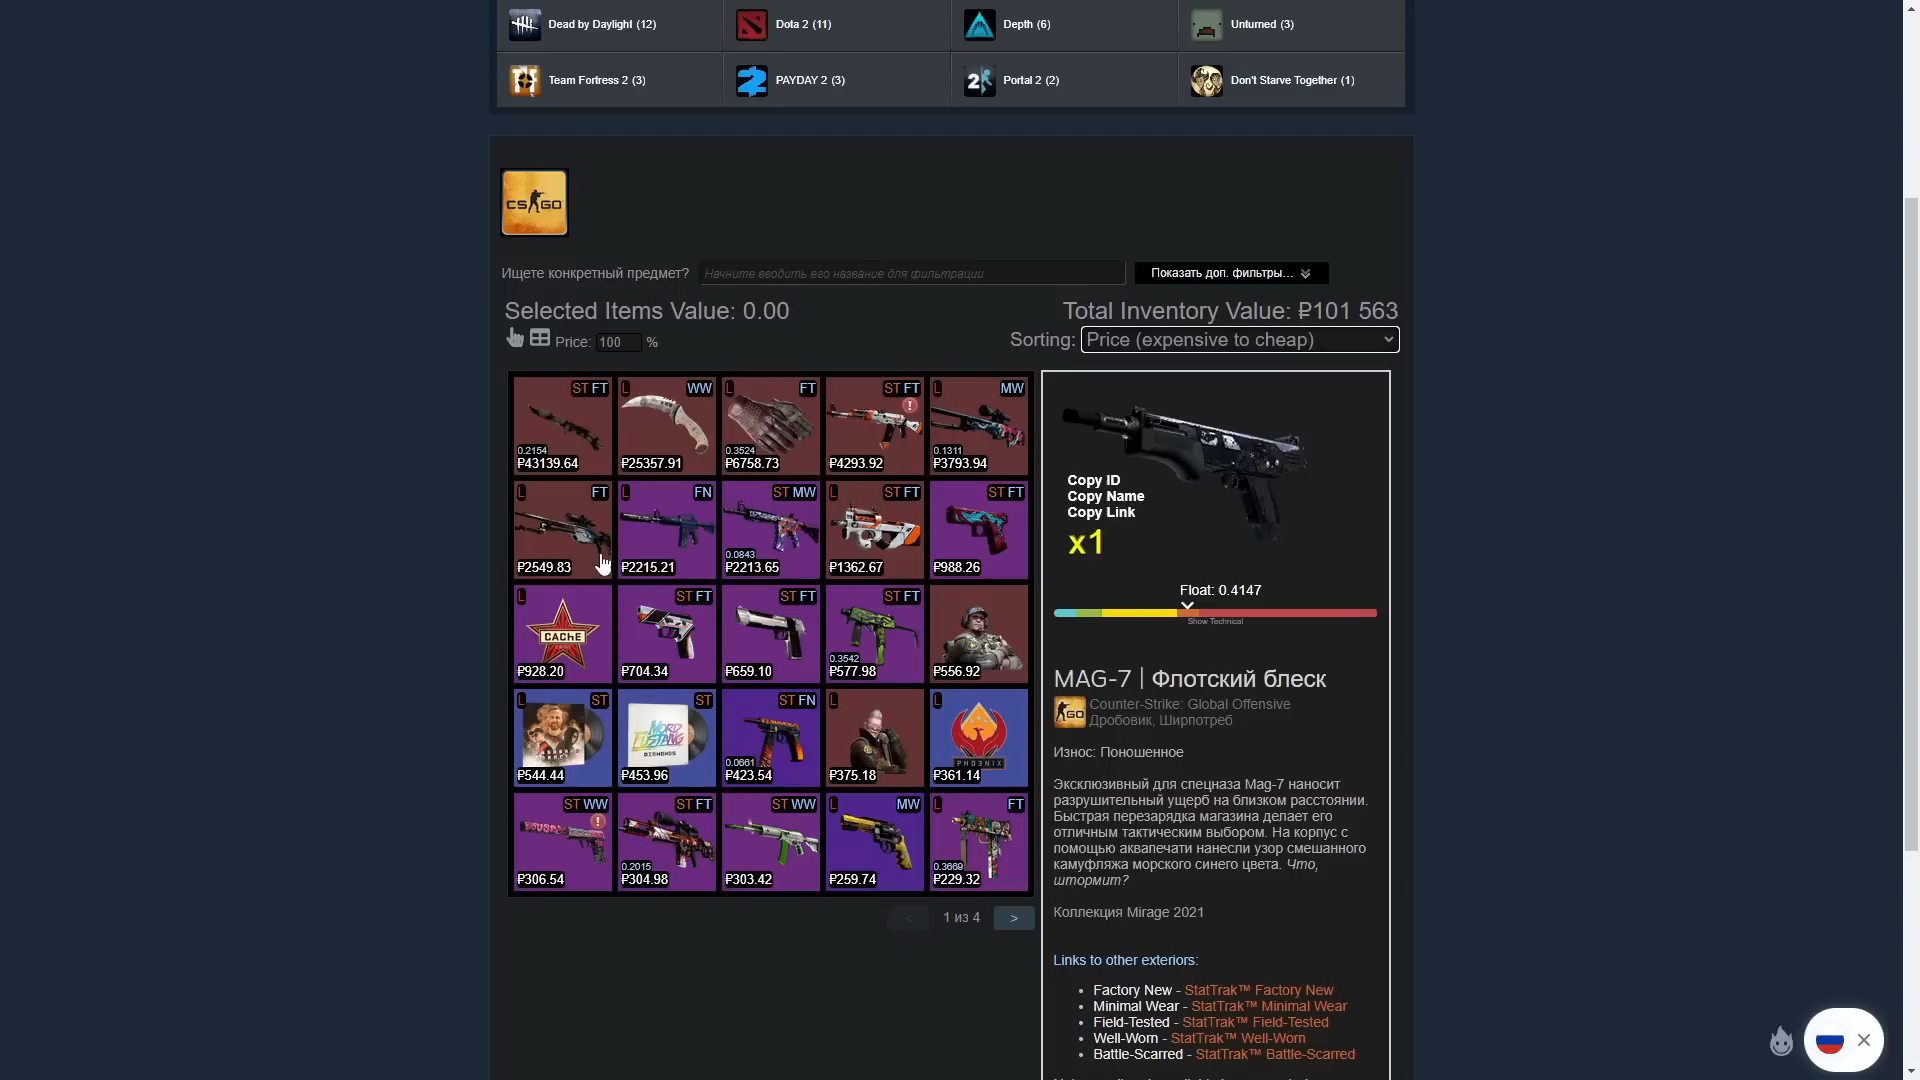 Dead by Daylight (12)
Dota 2 (11)
Depth (6)
Unturned (3)
Team Fortress 2 (3)
PAYDAY 2 (3)
Portal 2 (2)
Don't Starve Together (1)
CS GO
Ищете конкретный предмет?
Начните вводить его название для фильтрации
Показать доп. фильтры...
Selected Items Value: 0.00
Total Inventory Value: ₽101 563
Price: 100 %
Sorting: Price (expensive to cheap)
ST FT
0.2154
₽43139.64
L WW
₽25357.91
L FT
0.3524
₽6758.73
ST FT
₽4293.92
L MW
0.1311
₽3793.94
L FT
₽2549.83
L FN
₽2215.21
ST MW
0.0843
₽2213.65
L ST FT
₽1362.67
ST FT
₽988.26
L
CACHE
₽928.20
ST FT
₽704.34
ST FT
₽659.10
ST FT
0.3542
₽577.98
₽556.92
L ST
₽544.44
ST
DIAMONDS
₽453.96
ST FN
0.0661
₽423.54
L
₽375.18
L
PHO3NIX
₽361.14
ST WW
₽306.54
ST FT
0.2015
₽304.98
ST WW
₽303.42
L MW
₽259.74
L FT
0.3669
₽229.32
<
1 из 4
>
Copy ID
Copy Name
Copy Link
x1
Float: 0.4147
Show Technical
MAG-7 | Флотский блеск
GO
Counter-Strike: Global Offensive
Дробовик, Ширпотреб
Износ: Поношенное
Эксклюзивный для спецназа Mag-7 наносит
разрушительный ущерб на близком расстоянии.
Быстрая перезарядка магазина делает его
отличным тактическим выбором. На корпус с
помощью аквапечати нанесли узор смешанного
камуфляжа морского синего цвета. Что,
штормит?
Коллекция Mirage 2021
Links to other exteriors:
Factory New - StatTrak™ Factory New
Minimal Wear - StatTrak™ Minimal Wear
Field-Tested - StatTrak™ Field-Tested
Well-Worn - StatTrak™ Well-Worn
Battle-Scarred - StatTrak™ Battle-Scarred